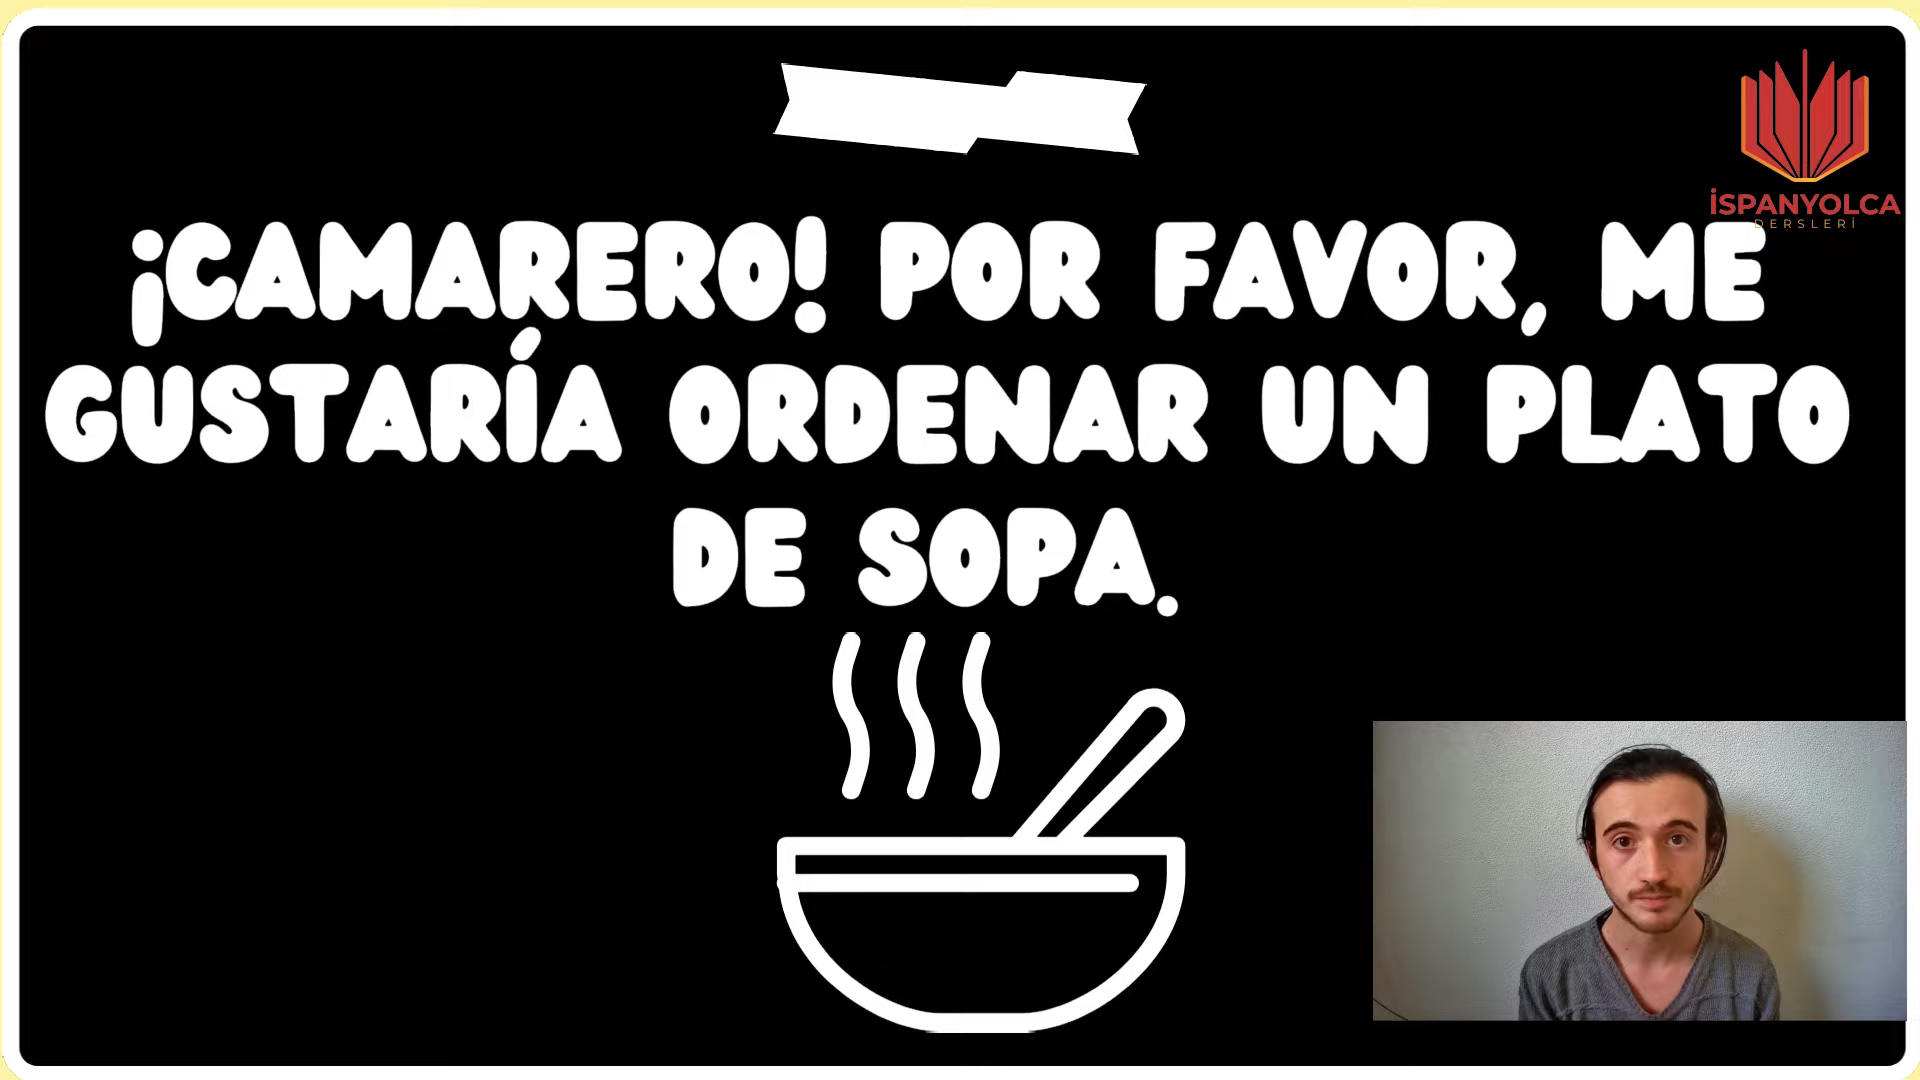 İSPANYOLCA
DERSLERİ
¡CAMARERO! POR FAVOR, ME
GUSTARÍA ORDENAR UN PLATO
DE SOPA.